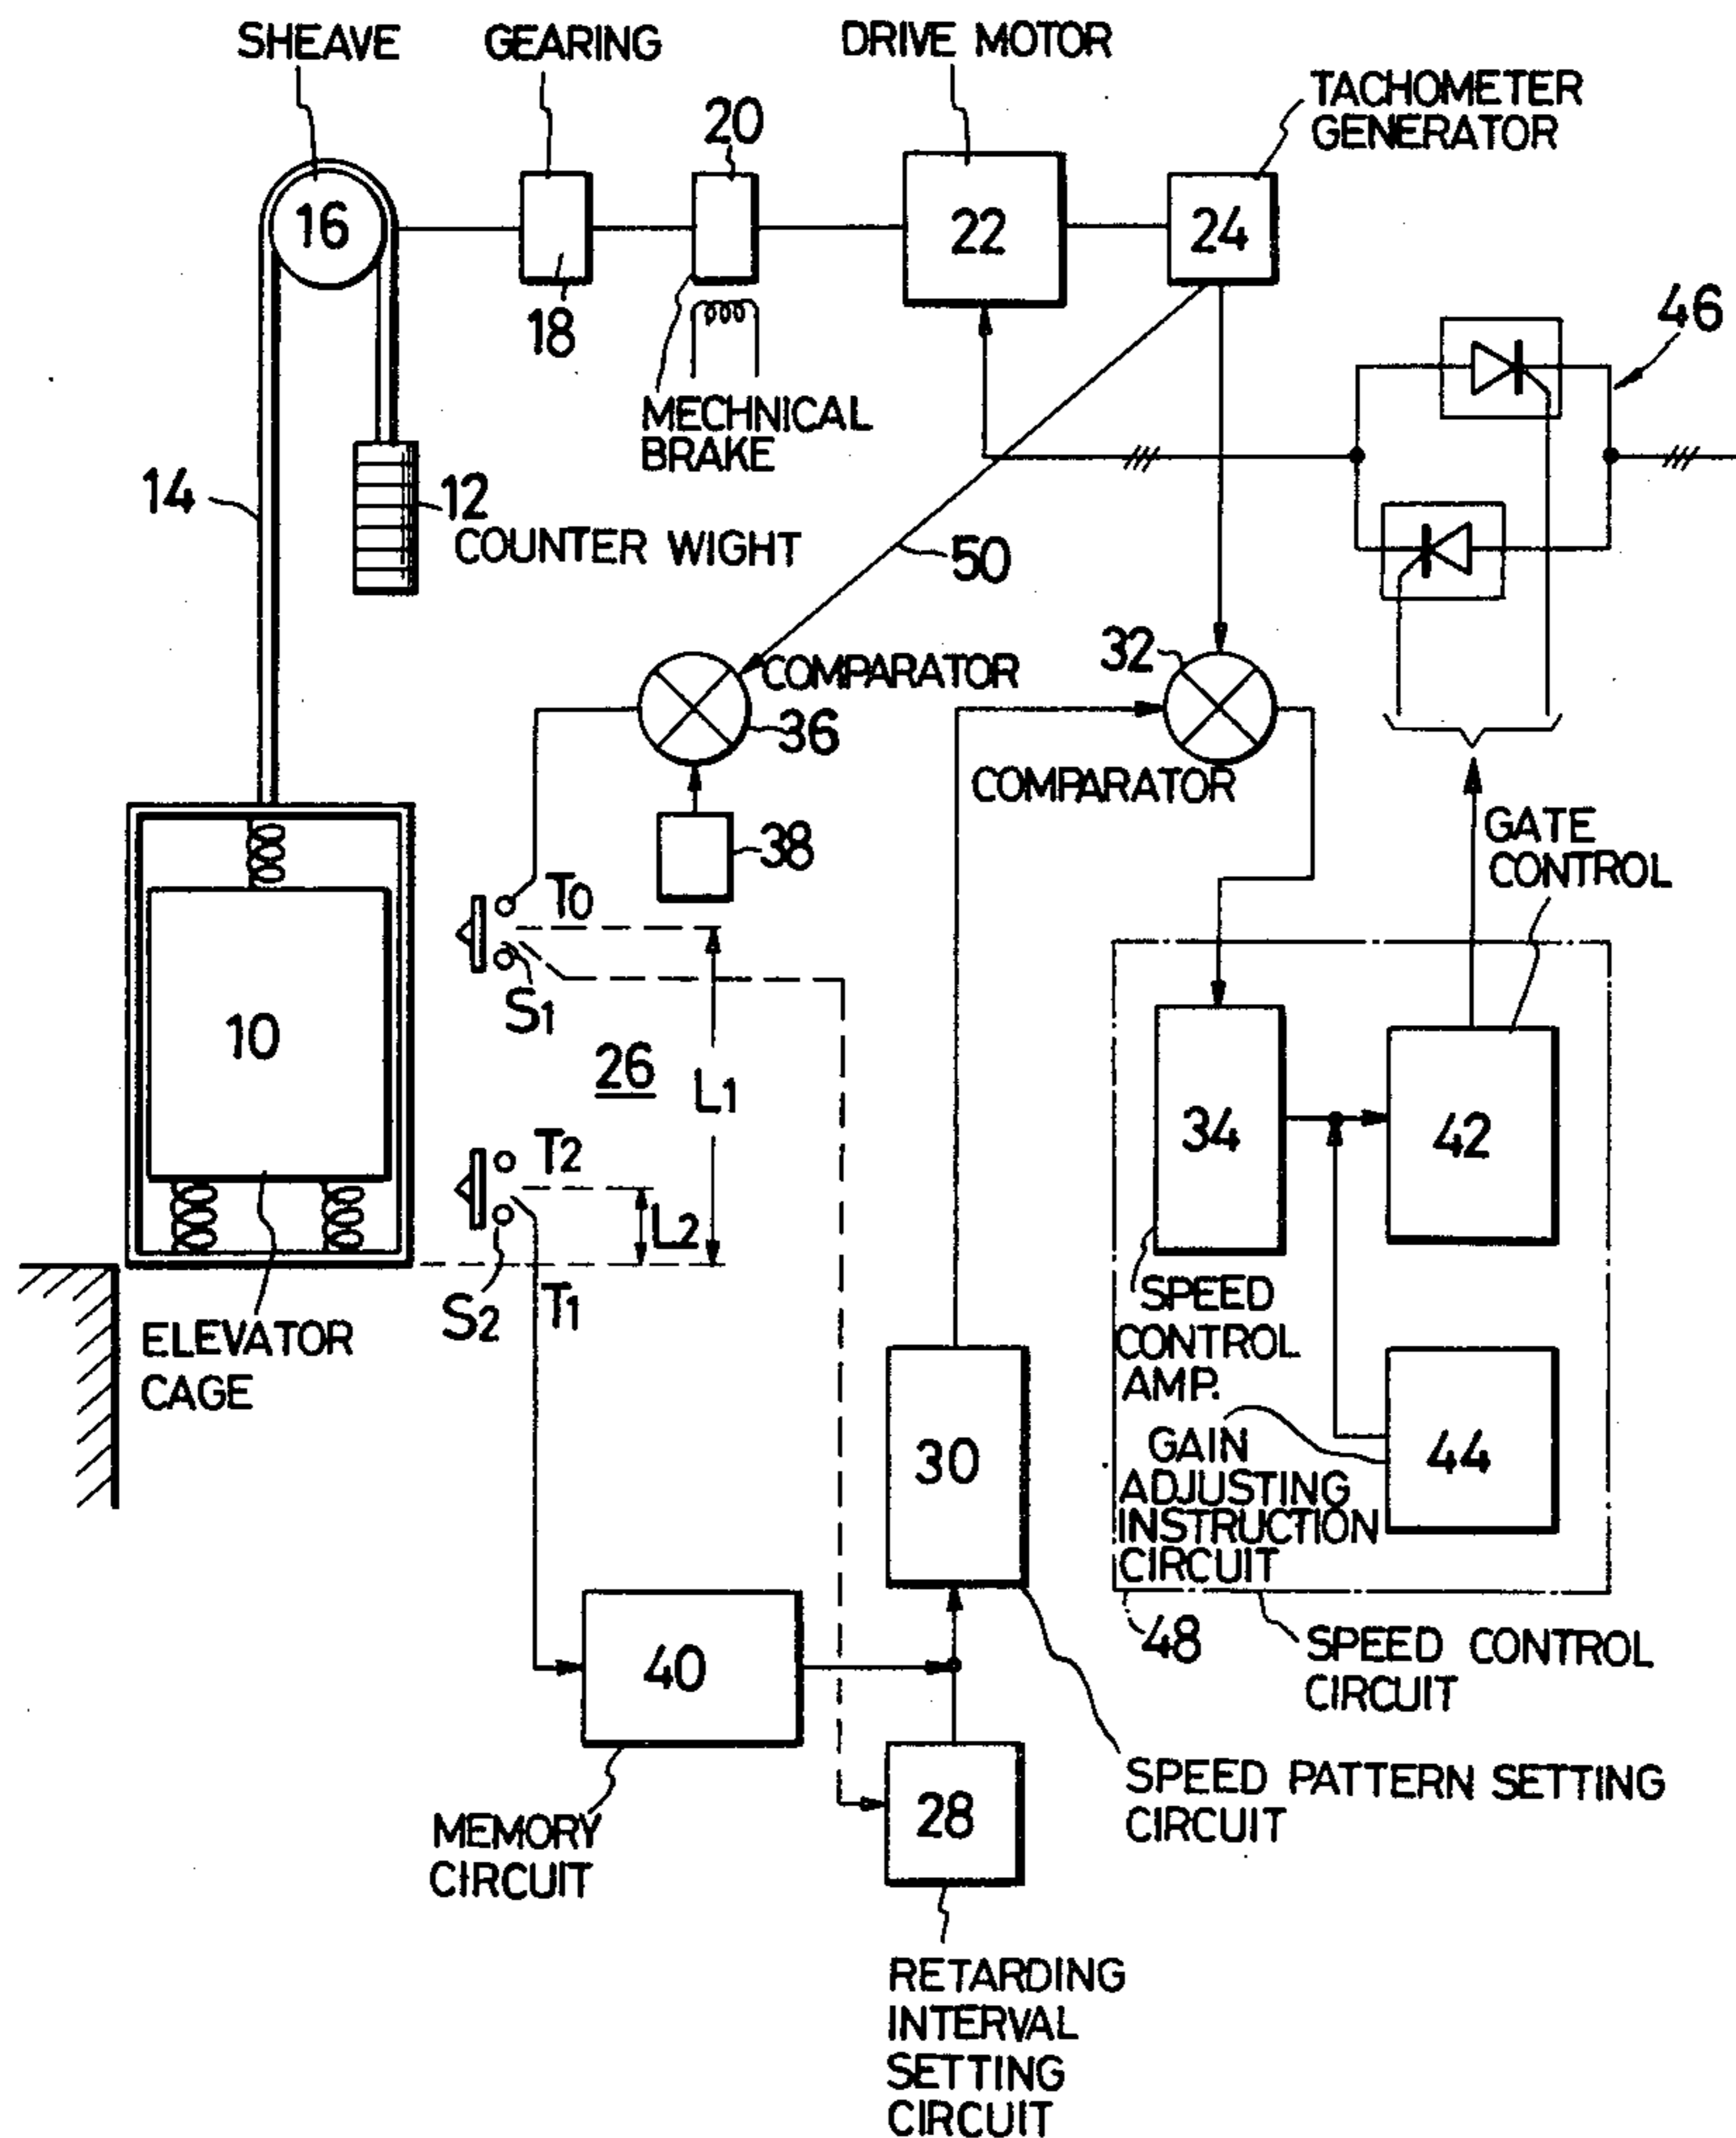 SHEAVE
GEARING
DRIVE MOTOR
TACHOMETER
GENERATOR
20
16
22
24
18
46
MECHNICAL
BRAKE
14
12
COUNTER WIGHT
50
32
COMPARATOR
36
COMPARATOR
38
GATE
CONTROL
T0
S1
10
26
L1
34
42
T2
L2
S2
T1
SPEED
CONTROL
AMP.
ELEVATOR
CAGE
30
GAIN
ADJUSTING
INSTRUCTION
CIRCUIT
44
40
48
SPEED CONTROL
CIRCUIT
28
SPEED PATTERN SETTING
CIRCUIT
MEMORY
CIRCUIT
RETARDING
INTERVAL
SETTING
CIRCUIT